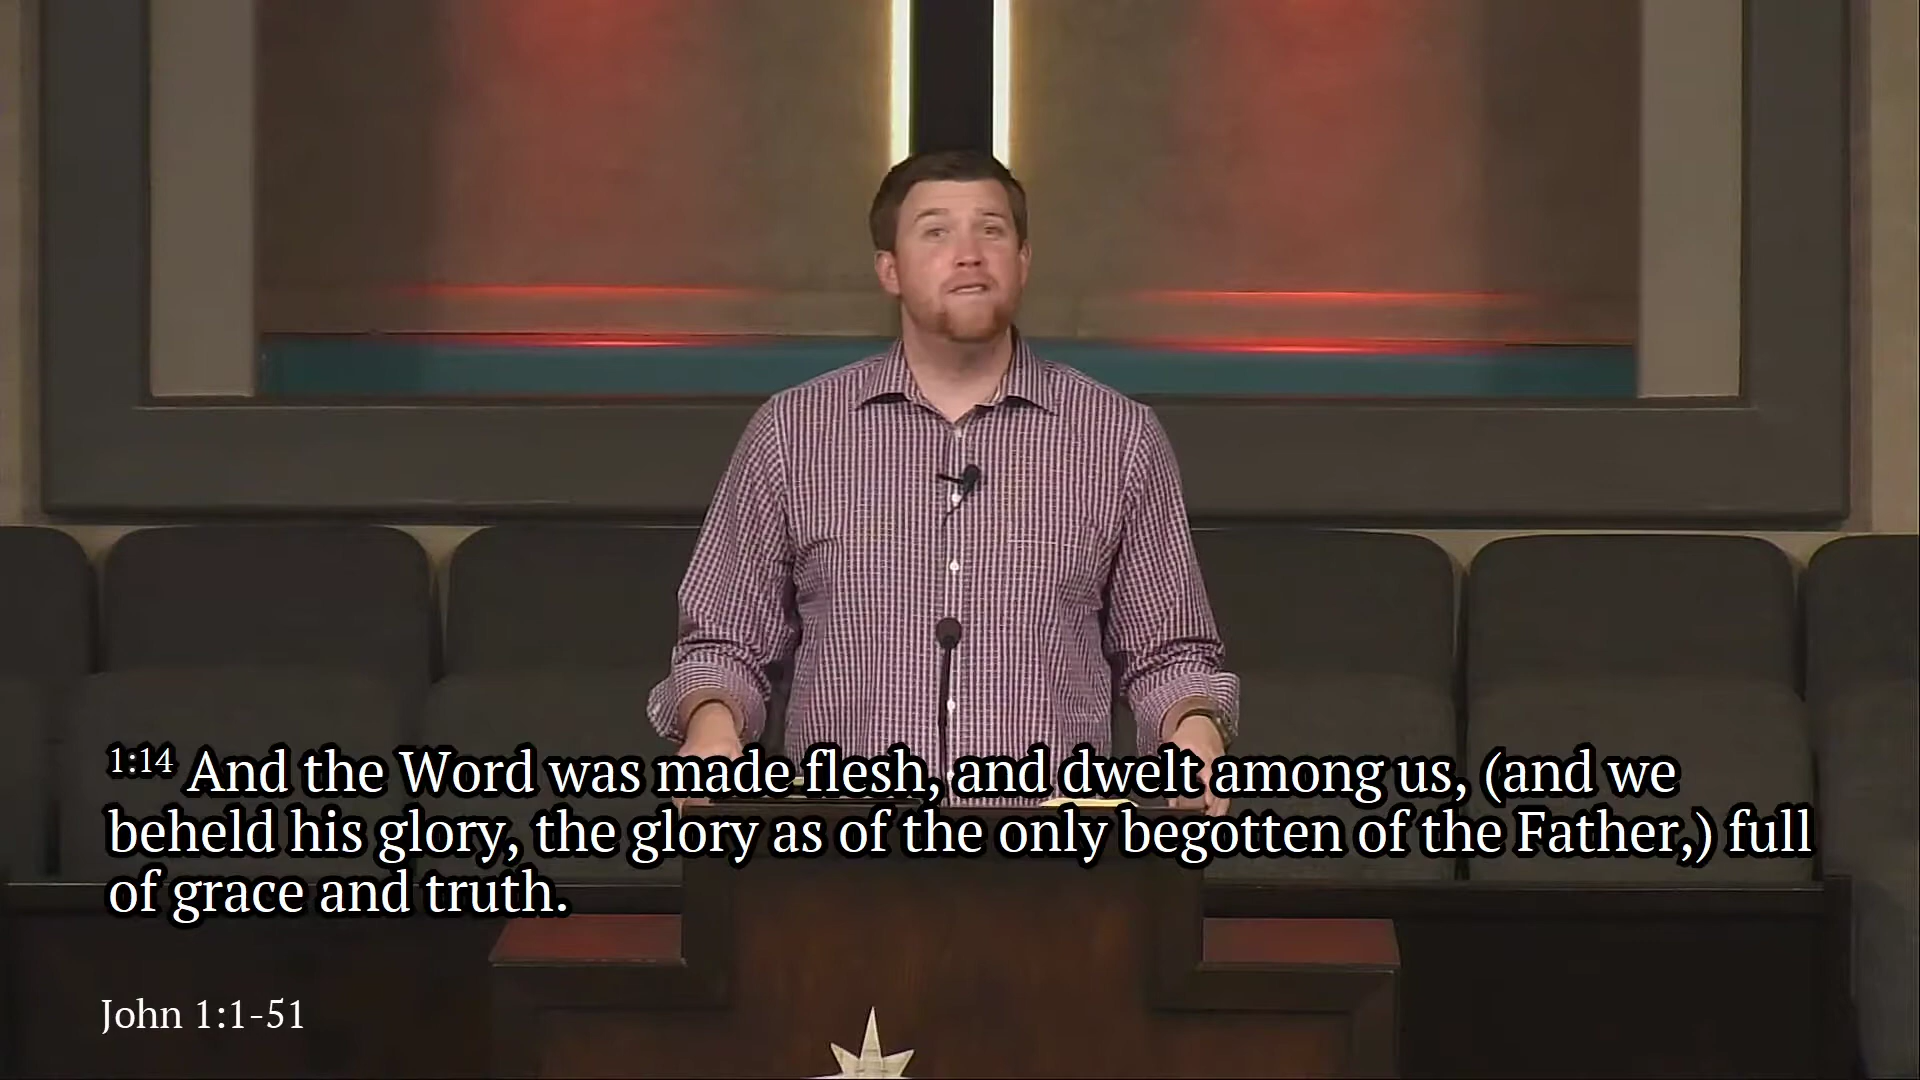 1:14 And the Word was made flesh, and dwelt among us, (and we
beheld his glory, the glory as of the only begotten of the Father,) full
of grace and truth.
John 1:1-51